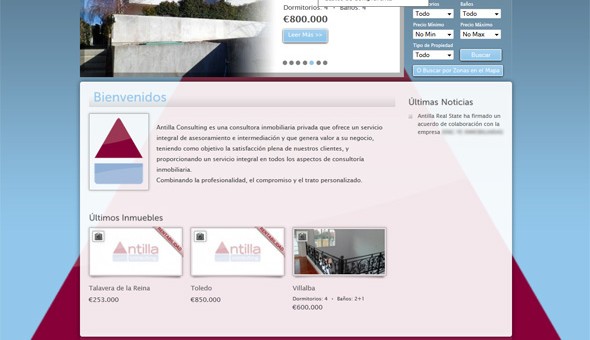 Dormitorios: 4 - Baños: 4
€800.000
Leer Más >>
Baños
Todo
Todo
Precio Mínimo
Precio Máximo
No Min
No Max
Tipo de Propiedad
Todo
Buscar
O Buscar por Zonas en el Mapa
Bienvenidos
Antilla Consulting es una consultora inmobiliaria privada que ofrece un servicio
integral de asesoramiento e intermediación y que genera valor a su negocio,
teniendo como objetivo la satisfacción plena de nuestros clientes, y
proporcionando un servicio integral en todos los aspectos de consultoría
inmobiliaria.
Combinando la profesionalidad, el compromiso y el trato personalizado.
Últimas Noticias
Antilla Real State ha firmado un
acuerdo de colaboración con la
empresa
Últimos Inmuebles
Antilla
RENTABILIDAD
Antilla
RENTABILIDAD
Talavera de la Reina
€253.000
Toledo
€850.000
Villalba
Dormitorios: 4 - Baños: 2+1
€600.000